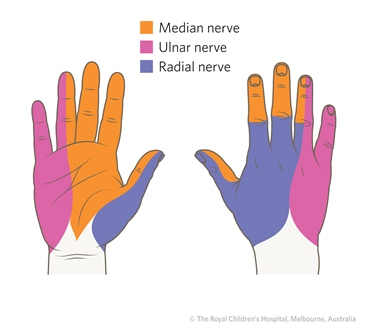 Median nerve
Ulnar nerve
Radial nerve
© The Royal Children's Hospital, Melbourne, Australia